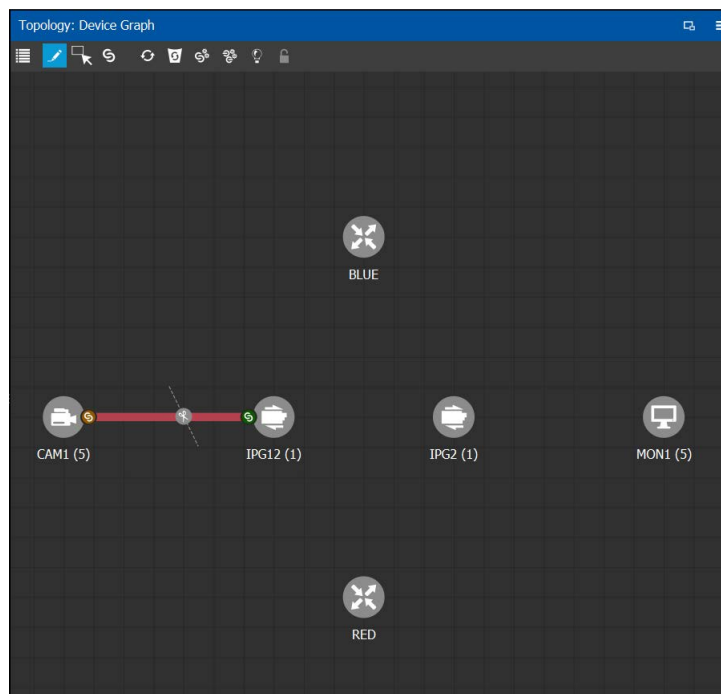 Topology: Device Graph
BLUE
CAM1 (5)
IPG12 (1)
IPG2 (1)
MON1 (5)
RED